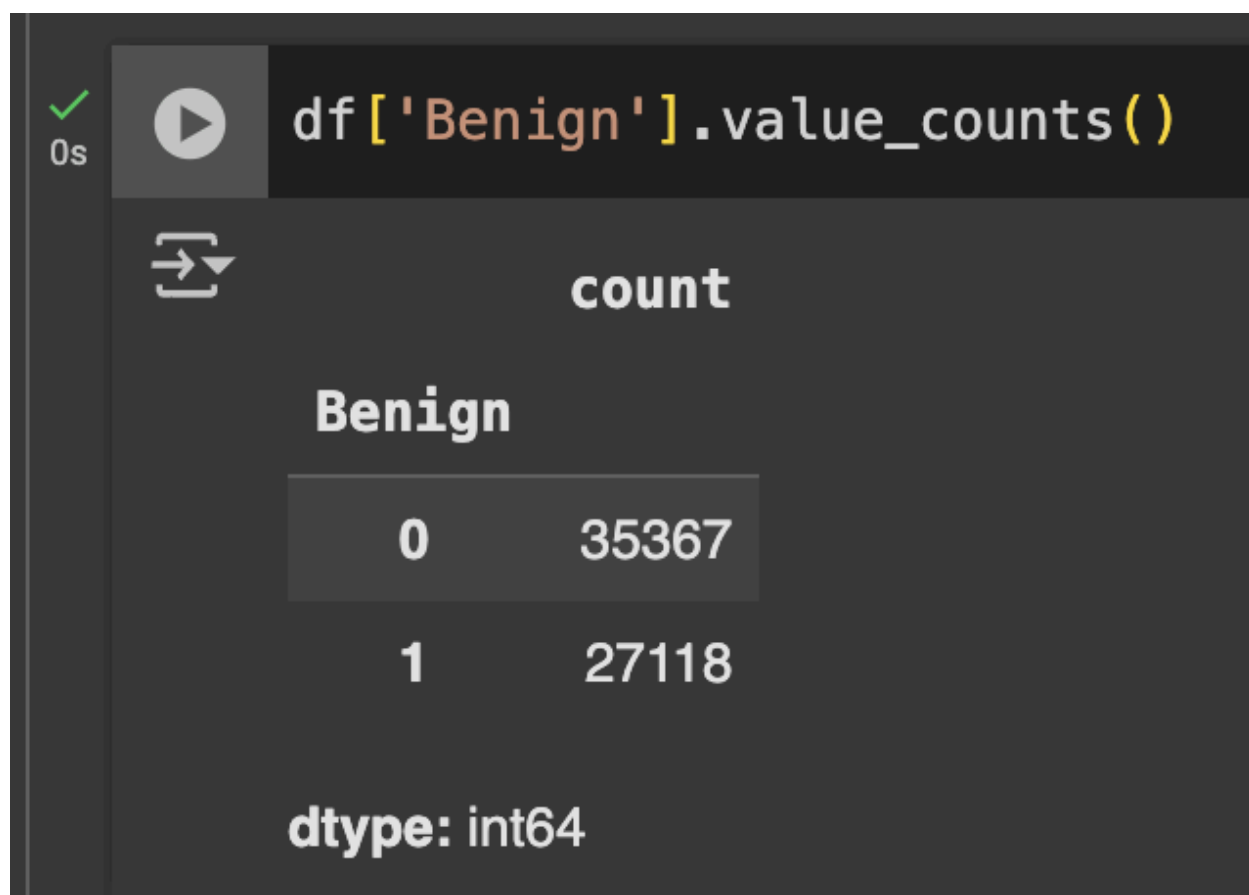 df['Benign'].value_counts()
0s
count
Benign
0 35367
1 27118
dtype: int64